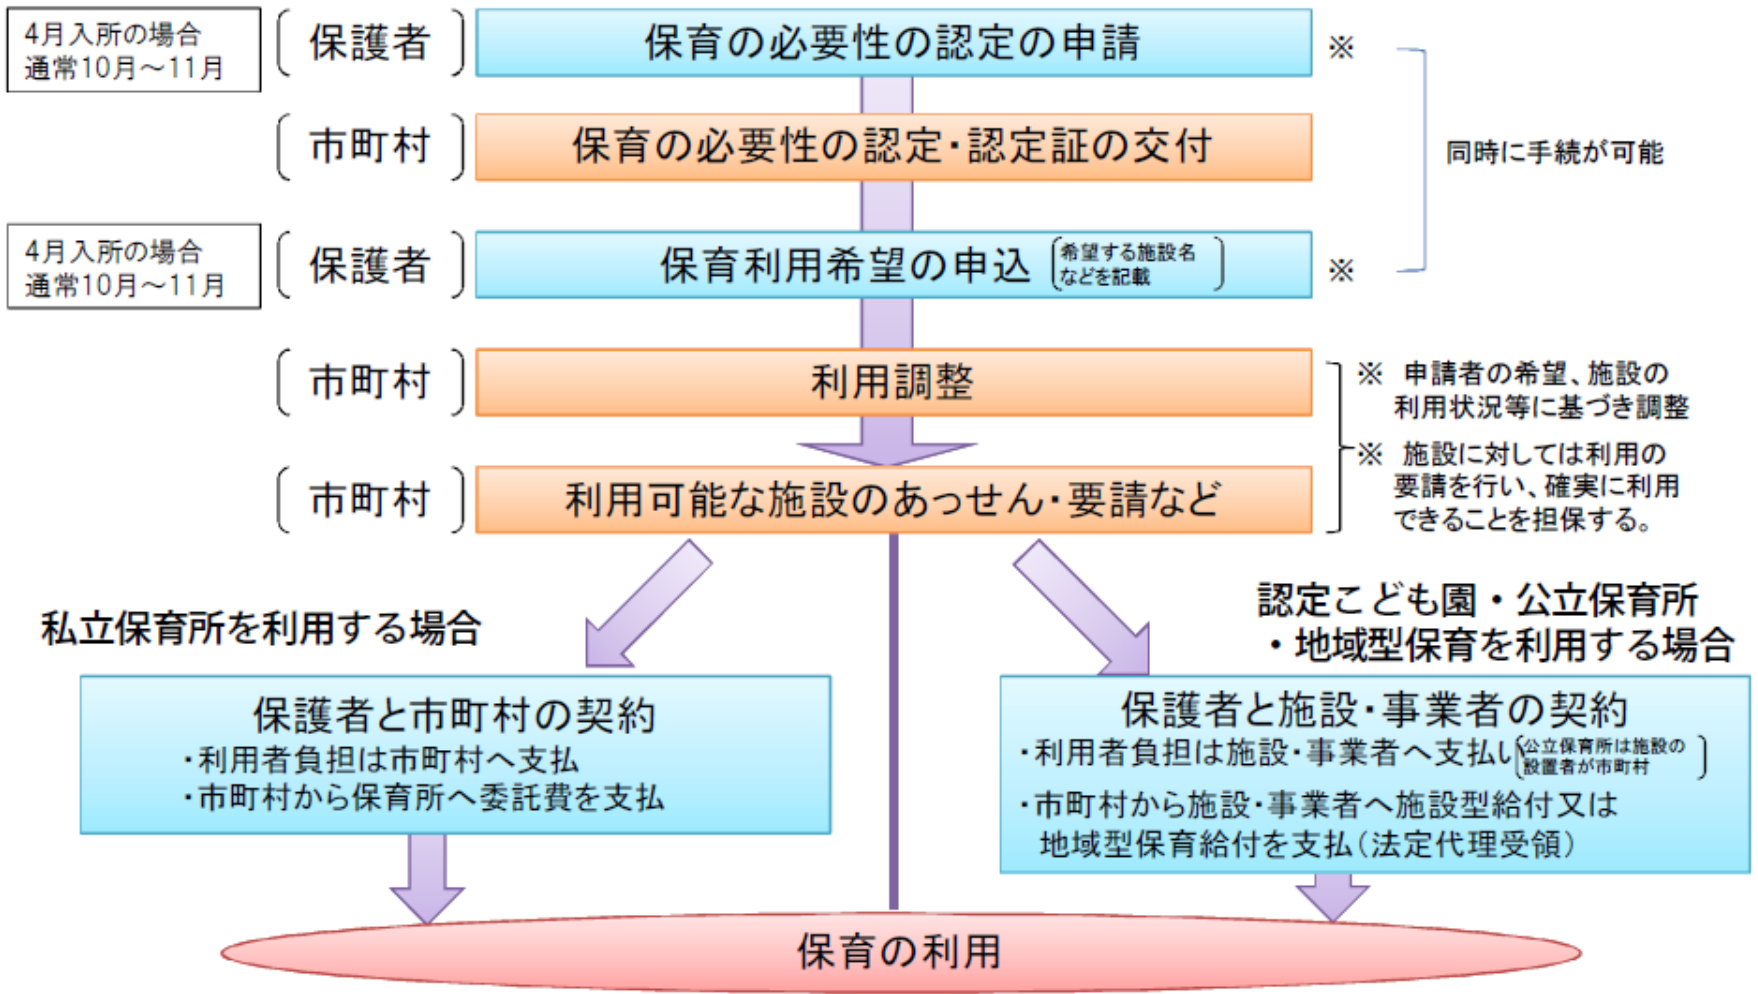 4月入所の場合
通常10月～11月
保護者
保育の必要性の認定の申請
※
市町村
保育の必要性の認定・認定証の交付
同時に手続が可能
4月入所の場合
通常10月～11月
保護者
保育利用希望の申込
希望する施設名
などを記載
※
市町村
利用調整
※ 申請者の希望、施設の
利用状況等に基づき調整
市町村
利用可能な施設のあっせん・要請など
※ 施設に対しては利用の
要請を行い、確実に利用
できることを担保する。
私立保育所を利用する場合
認定こども園・公立保育所
・地域型保育を利用する場合
保護者と市町村の契約
・利用者負担は市町村へ支払
・市町村から保育所へ委託費を支払
保護者と施設・事業者の契約
・利用者負担は施設・事業者へ支払い
公立保育所は施設の
設置者が市町村
・市町村から施設・事業者へ施設型給付又は
地域型保育給付を支払(法定代理受領)
保育の利用